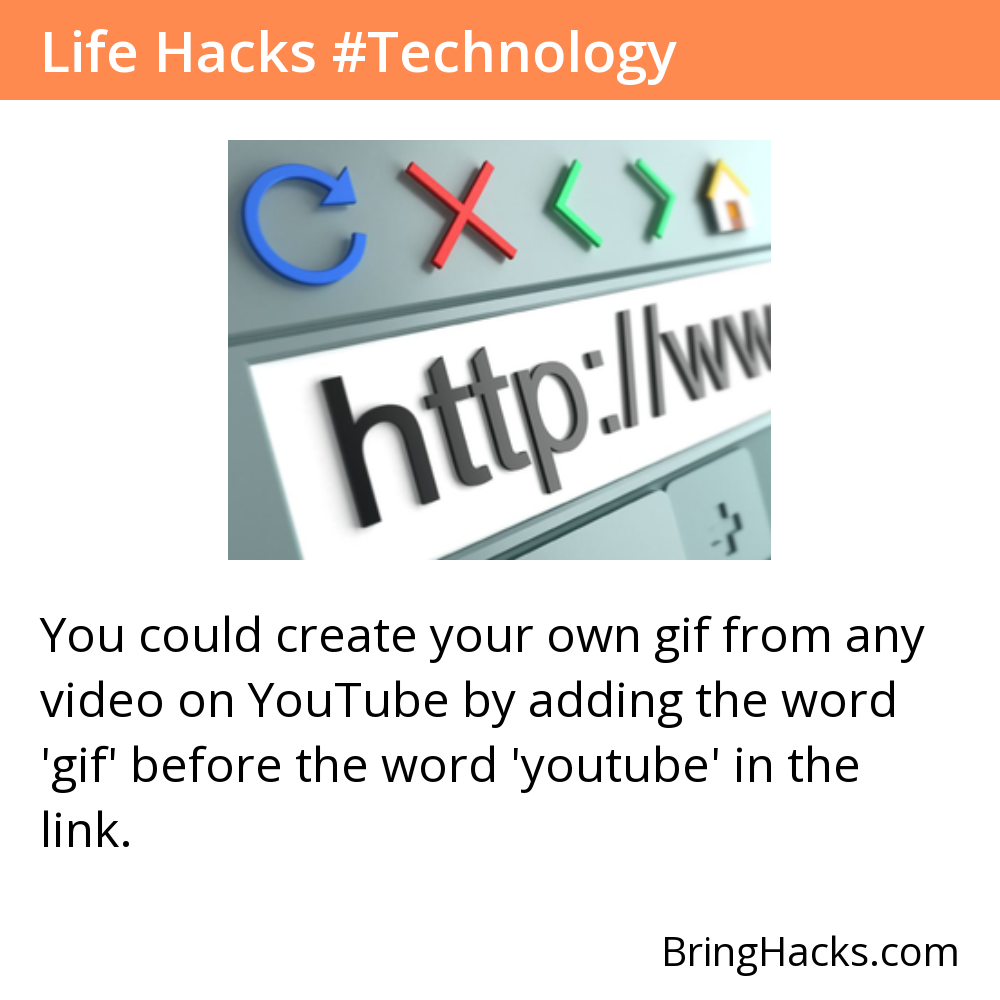 Life Hacks #Technology
http://ww
You could create your own gif from any
video on YouTube by adding the word
'gif' before the word 'youtube' in the
link.
BringHacks.com